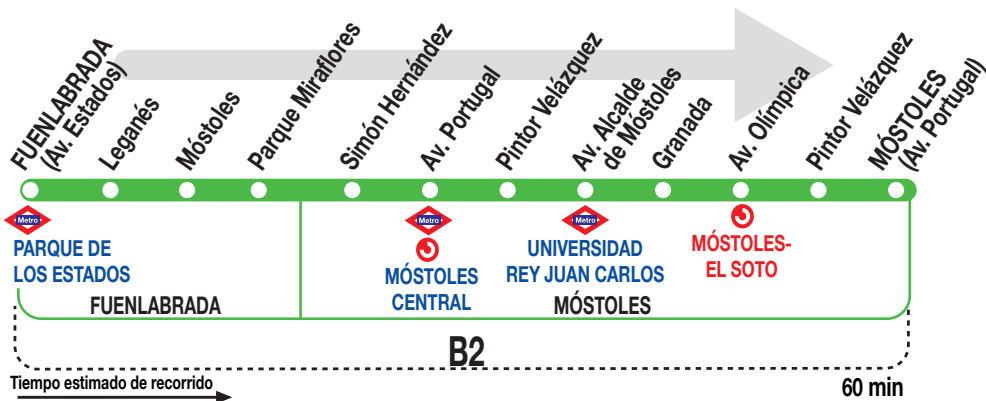 FUENLABRADA
(Av. Estados)
Leganés
Móstoles
Parque Miraflores
Simón Hernández
Av. Portugal
Pintor Velázquez
Av. Alcalde
de Móstoles
Granada
Av. Olímpica
Pintor Velázquez
MÓSTOLES
(Av. Portugal)
Metro
PARQUE DE
LOS ESTADOS
Metro
MÓSTOLES
CENTRAL
Metro
UNIVERSIDAD
REY JUAN CARLOS
MÓSTOLES-
EL SOTO
FUENLABRADA
MÓSTOLES
B2
Tiempo estimado de recorrido
60 min